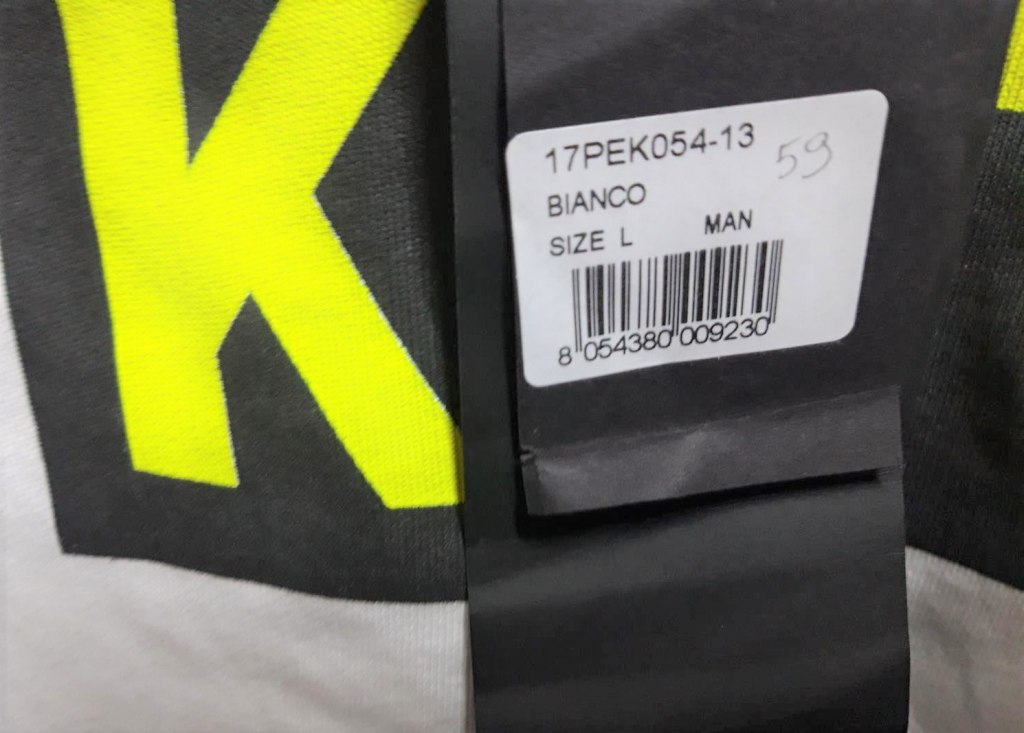 K
17PEK054-13 59
BIANCO
SIZE L MAN
8 054380 009230